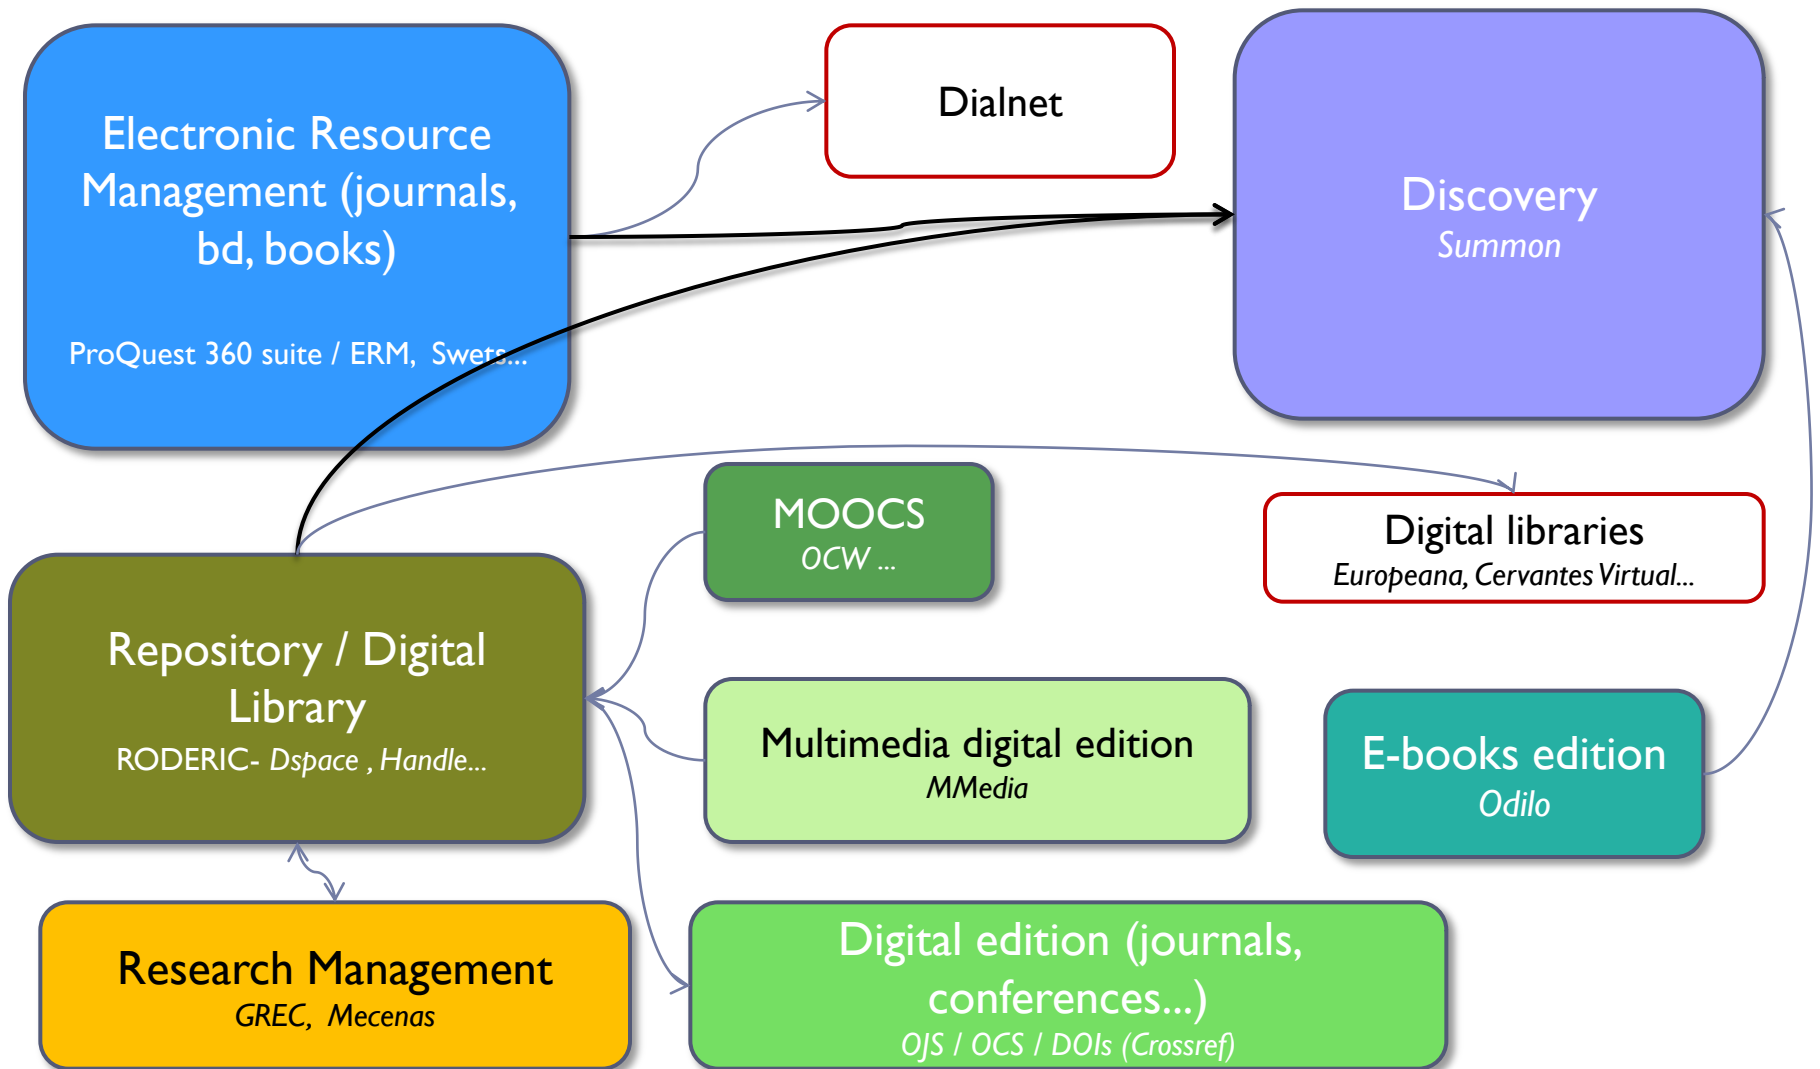 Electronic Resource
Management (journals,
bd, books)
ProQuest 360 suite / ERM, Swets...
Dialnet
Discovery
Summon
MOOCS
OCW ...
Digital libraries
Europeana, Cervantes Virtual...
Repository / Digital
Library
RODERIC- Dspace , Handle...
Multimedia digital edition
MMedia
E-books edition
Odilo
Research Management
GREC, Mecenas
Digital edition (journals,
conferences...)
OJS / OCS / DOIs (Crossref)